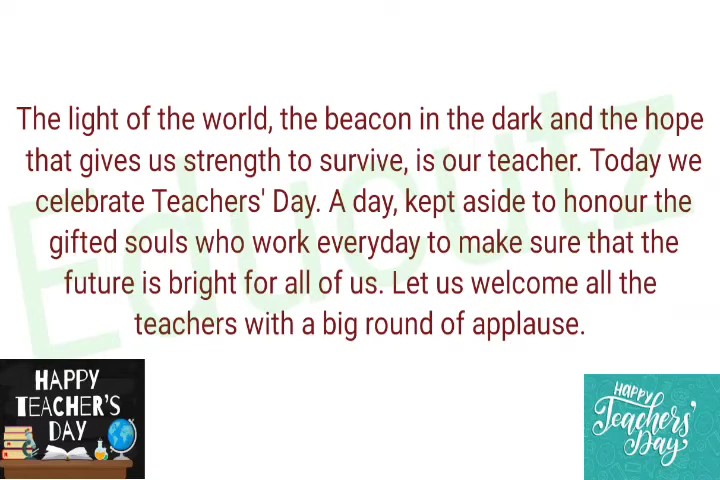 The light of the world, the beacon in the dark and the hope
that gives us strength to survive, is our teacher. Today we
celebrate Teachers' Day. A day, kept aside to honour the
gifted souls who work everyday to make sure that the
future is bright for all of us. Let us welcome all the
teachers with a big round of applause.
Educutz
HAPPY
TEACHER'S
DAY
HAPPY
Teachers'
Day